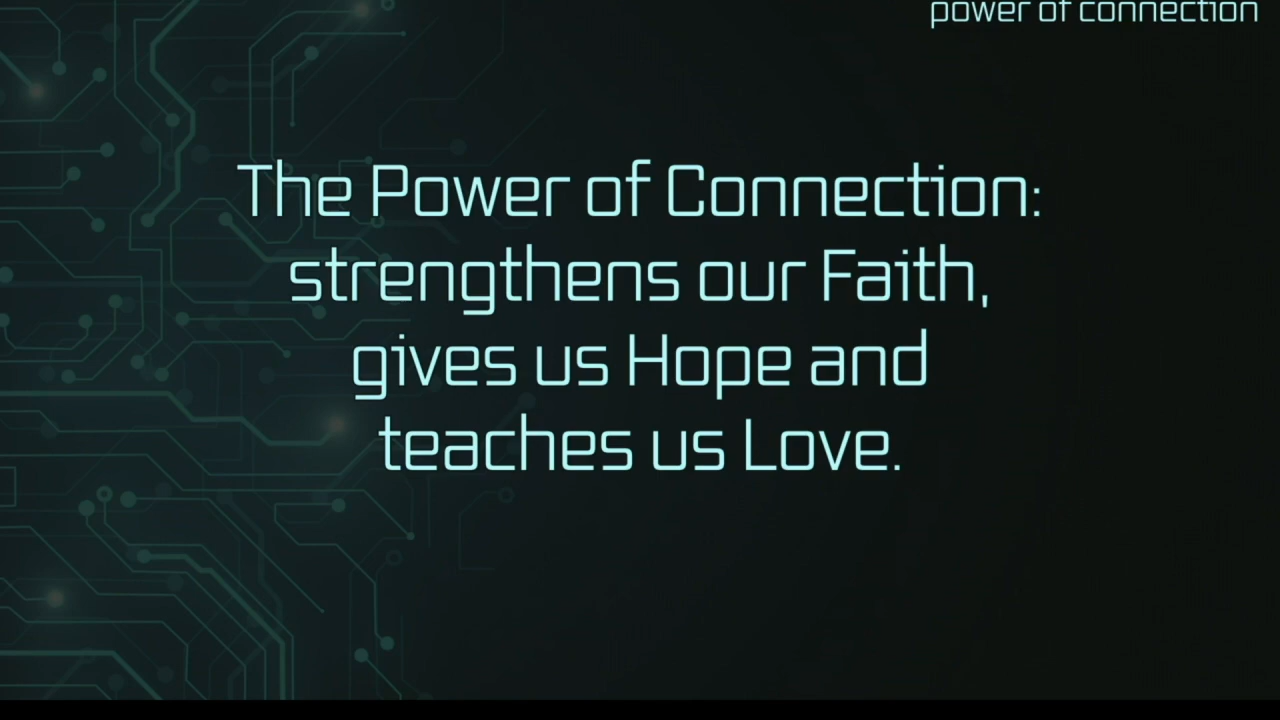 power of connection
The Power of Connection:
strengthens our Faith,
gives us Hope and
teaches us Love.